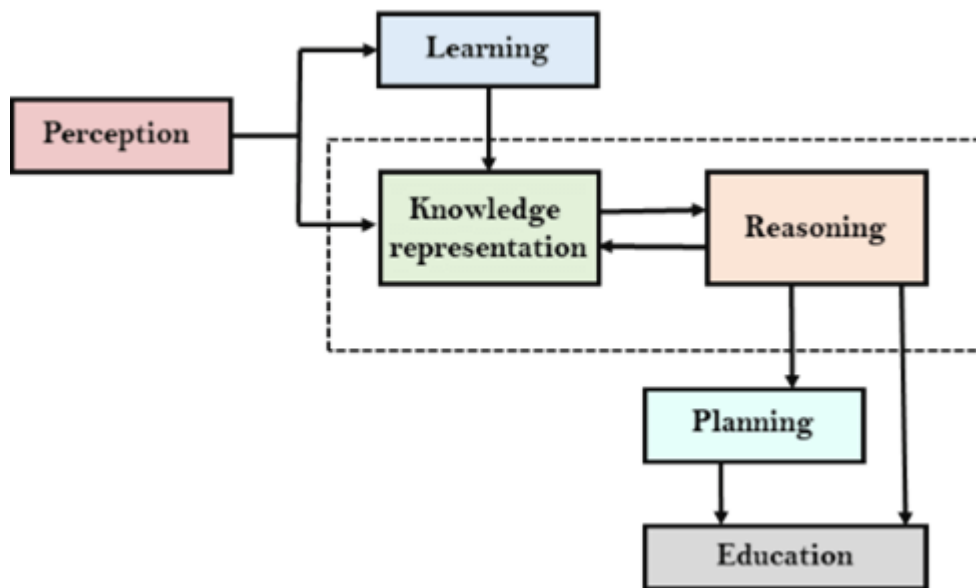 Learning
Perception
Knowledge
representation
Reasoning
Planning
Education